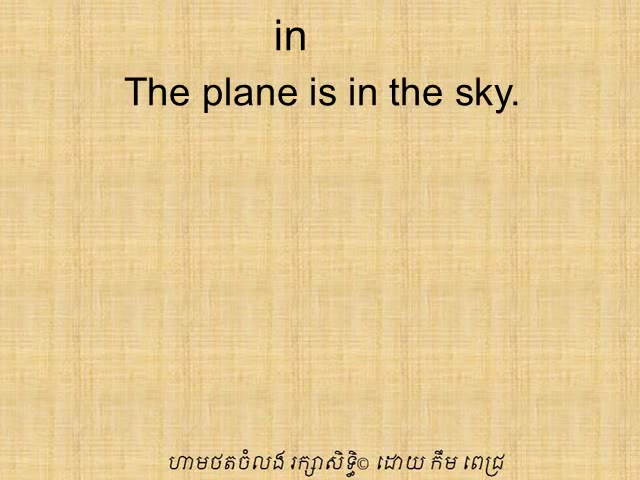 in
The plane is in the sky.
ហាមថតចំលង រក្សាសិទ្ធិ© ដោយ កឹម ពេជ្រ